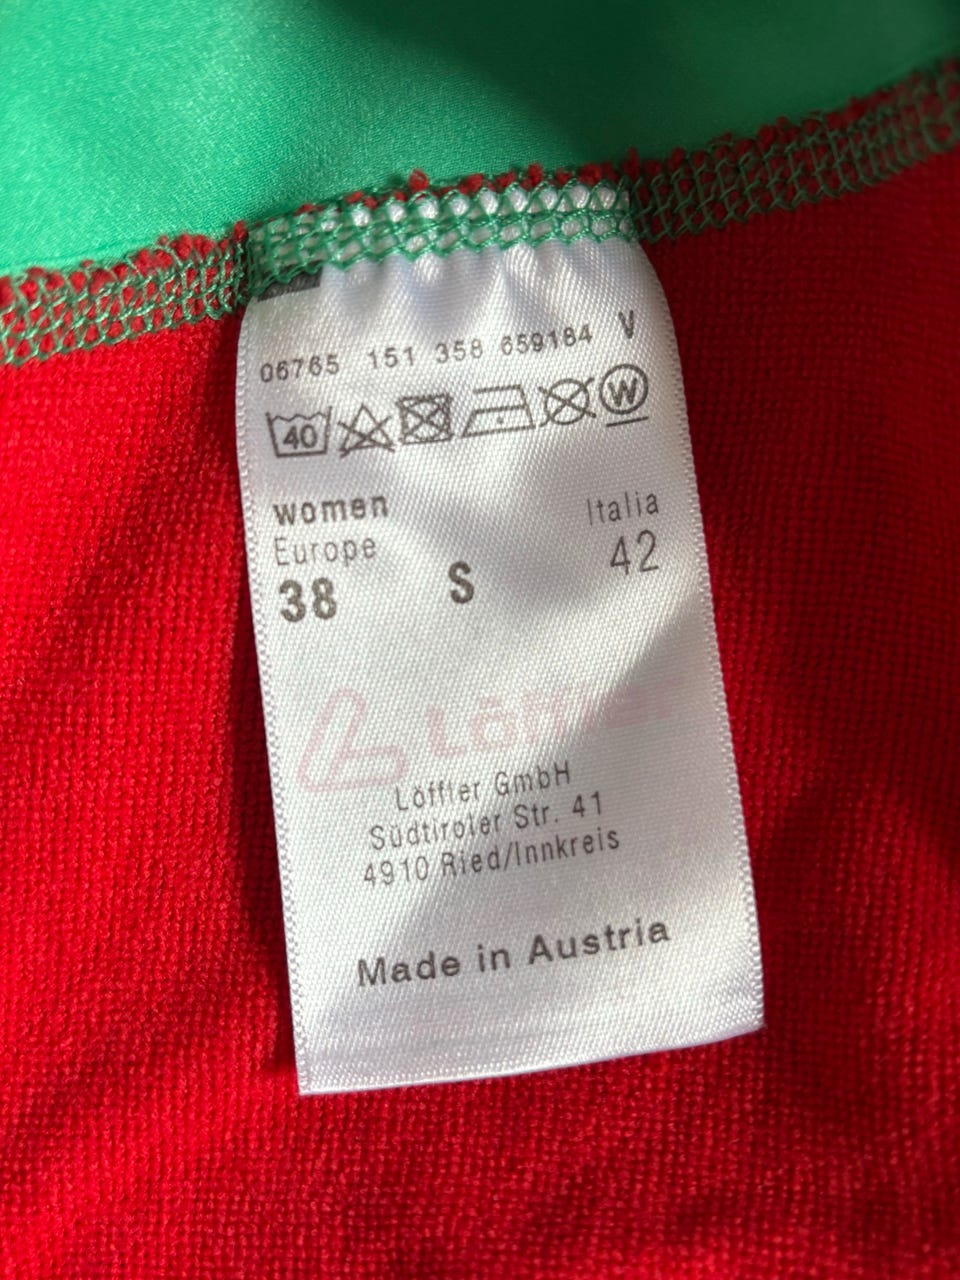 06765 151 358 659184 V
40 W
women Italia
Europe 42
38 S
Löffler
Löffler GmbH
Südtiroler Str. 41
4910 Ried/Innkreis
Made in Austria